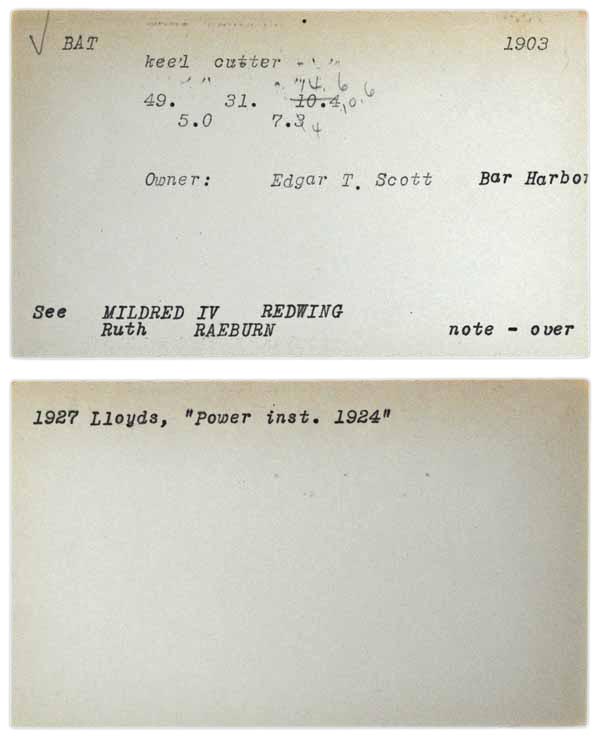 BAT 1903
keel cutter
49. 31. 10.4
5.0 7.3
Owner: Edgar T. Scott Bar Harbor
See MILDRED IV REDWING
Ruth RAEBURN note - over
1927 Lloyds, "Power inst. 1924"